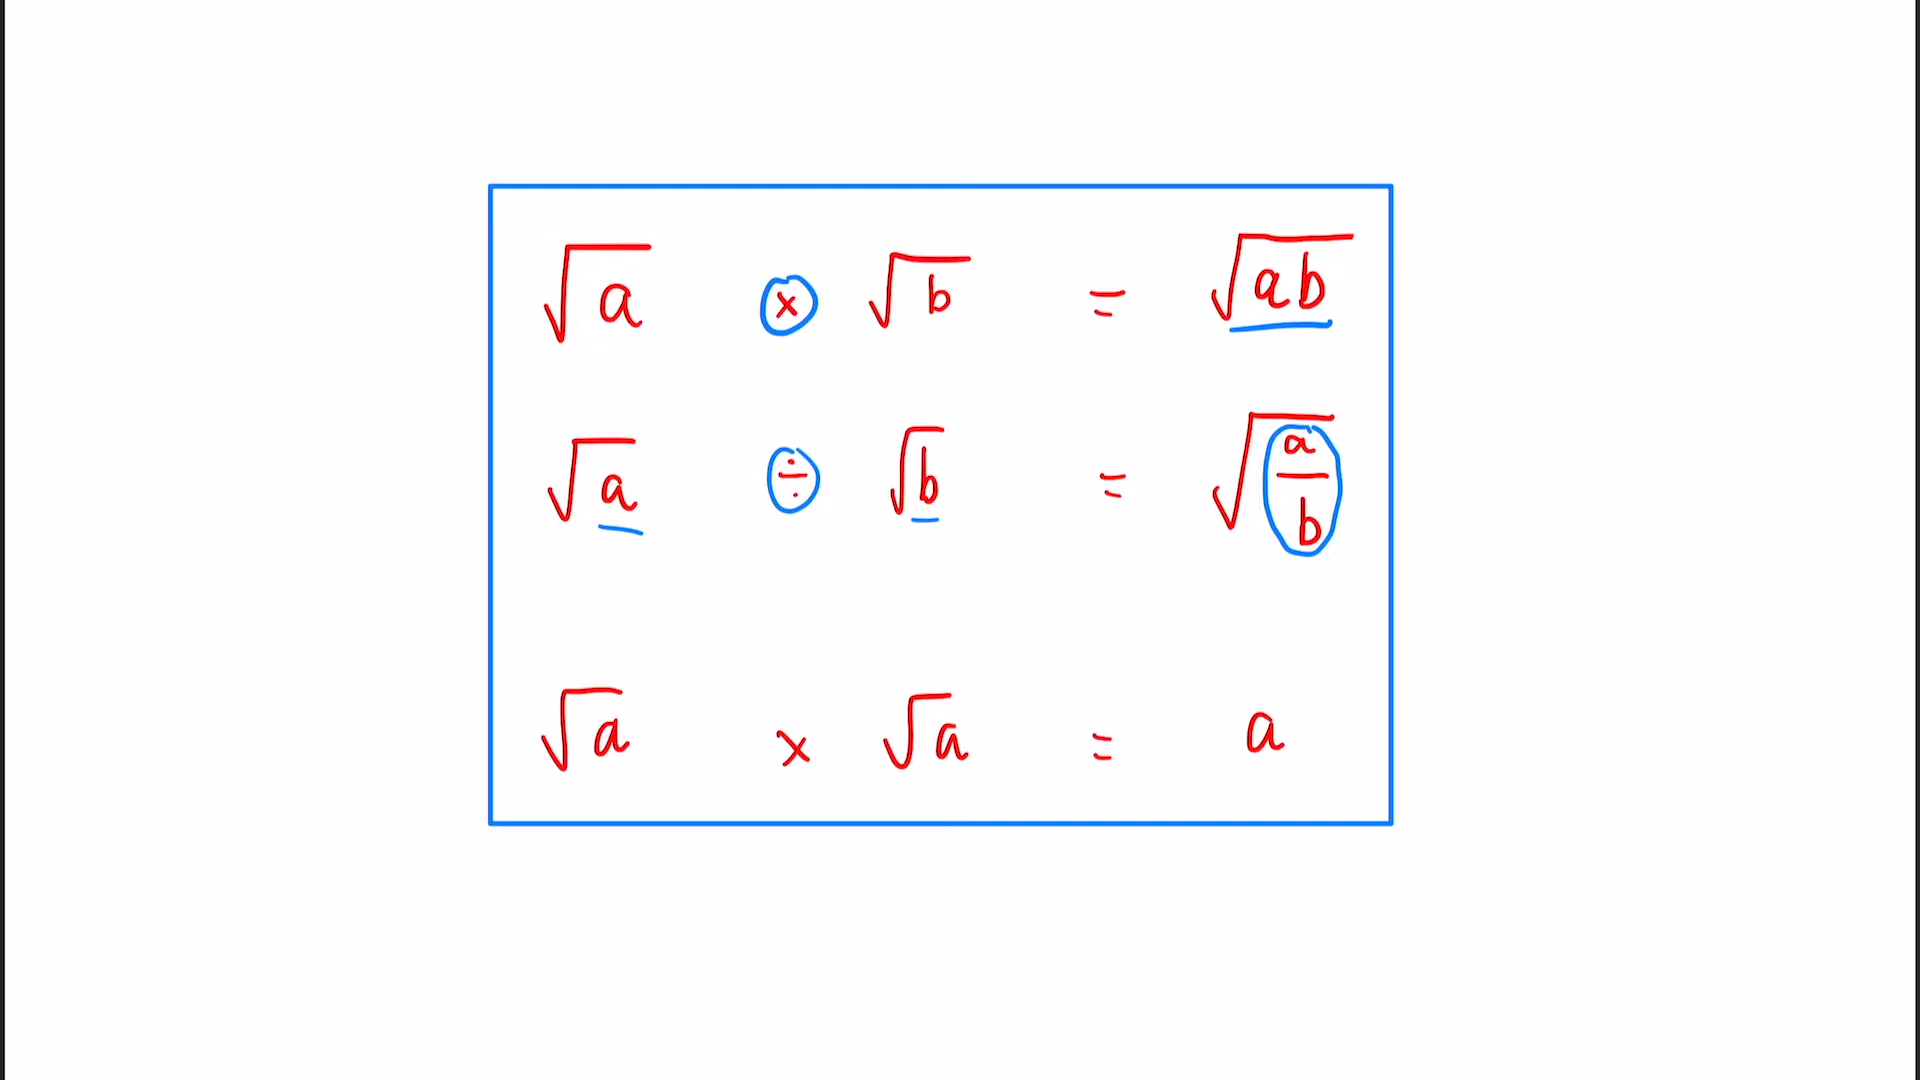 √a × √b = √ab
√a ÷ √b = √(a/b)
√a × √a = a